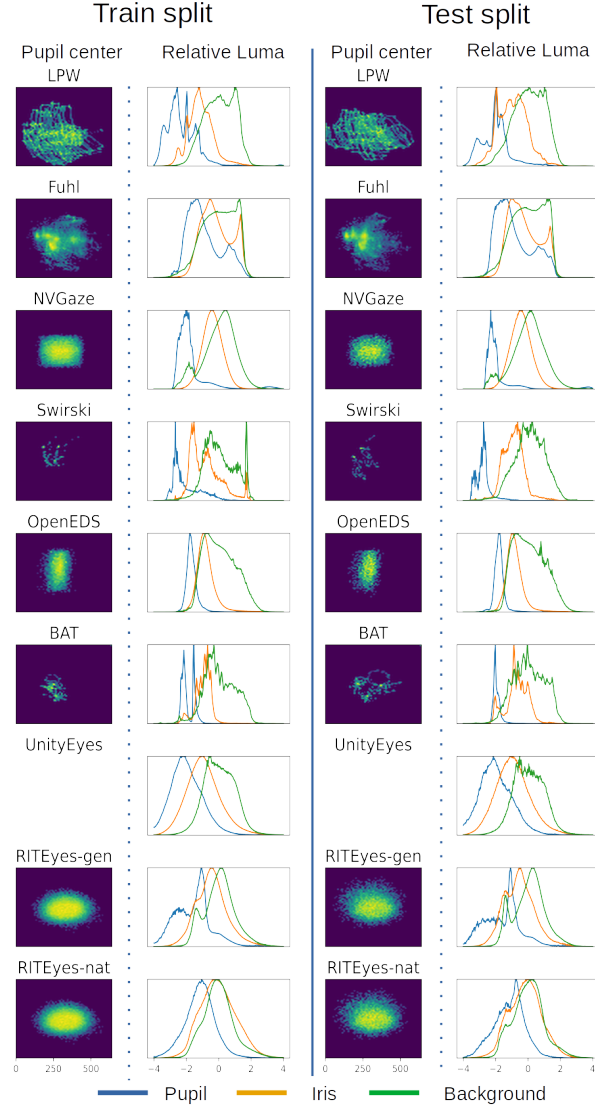 Train split Test split
Pupil center Relative Luma Pupil center Relative Luma
LPW LPW
Fuhl Fuhl
NVGaze NVGaze
Swirski Swirski
OpenEDS OpenEDS
BAT BAT
UnityEyes UnityEyes
RITEyes-gen RITEyes-gen
RITEyes-nat RITEyes-nat
0 250 500 −4 −2 0 2 4 0 250 500 −4 −2 0 2 4
Pupil Iris Background